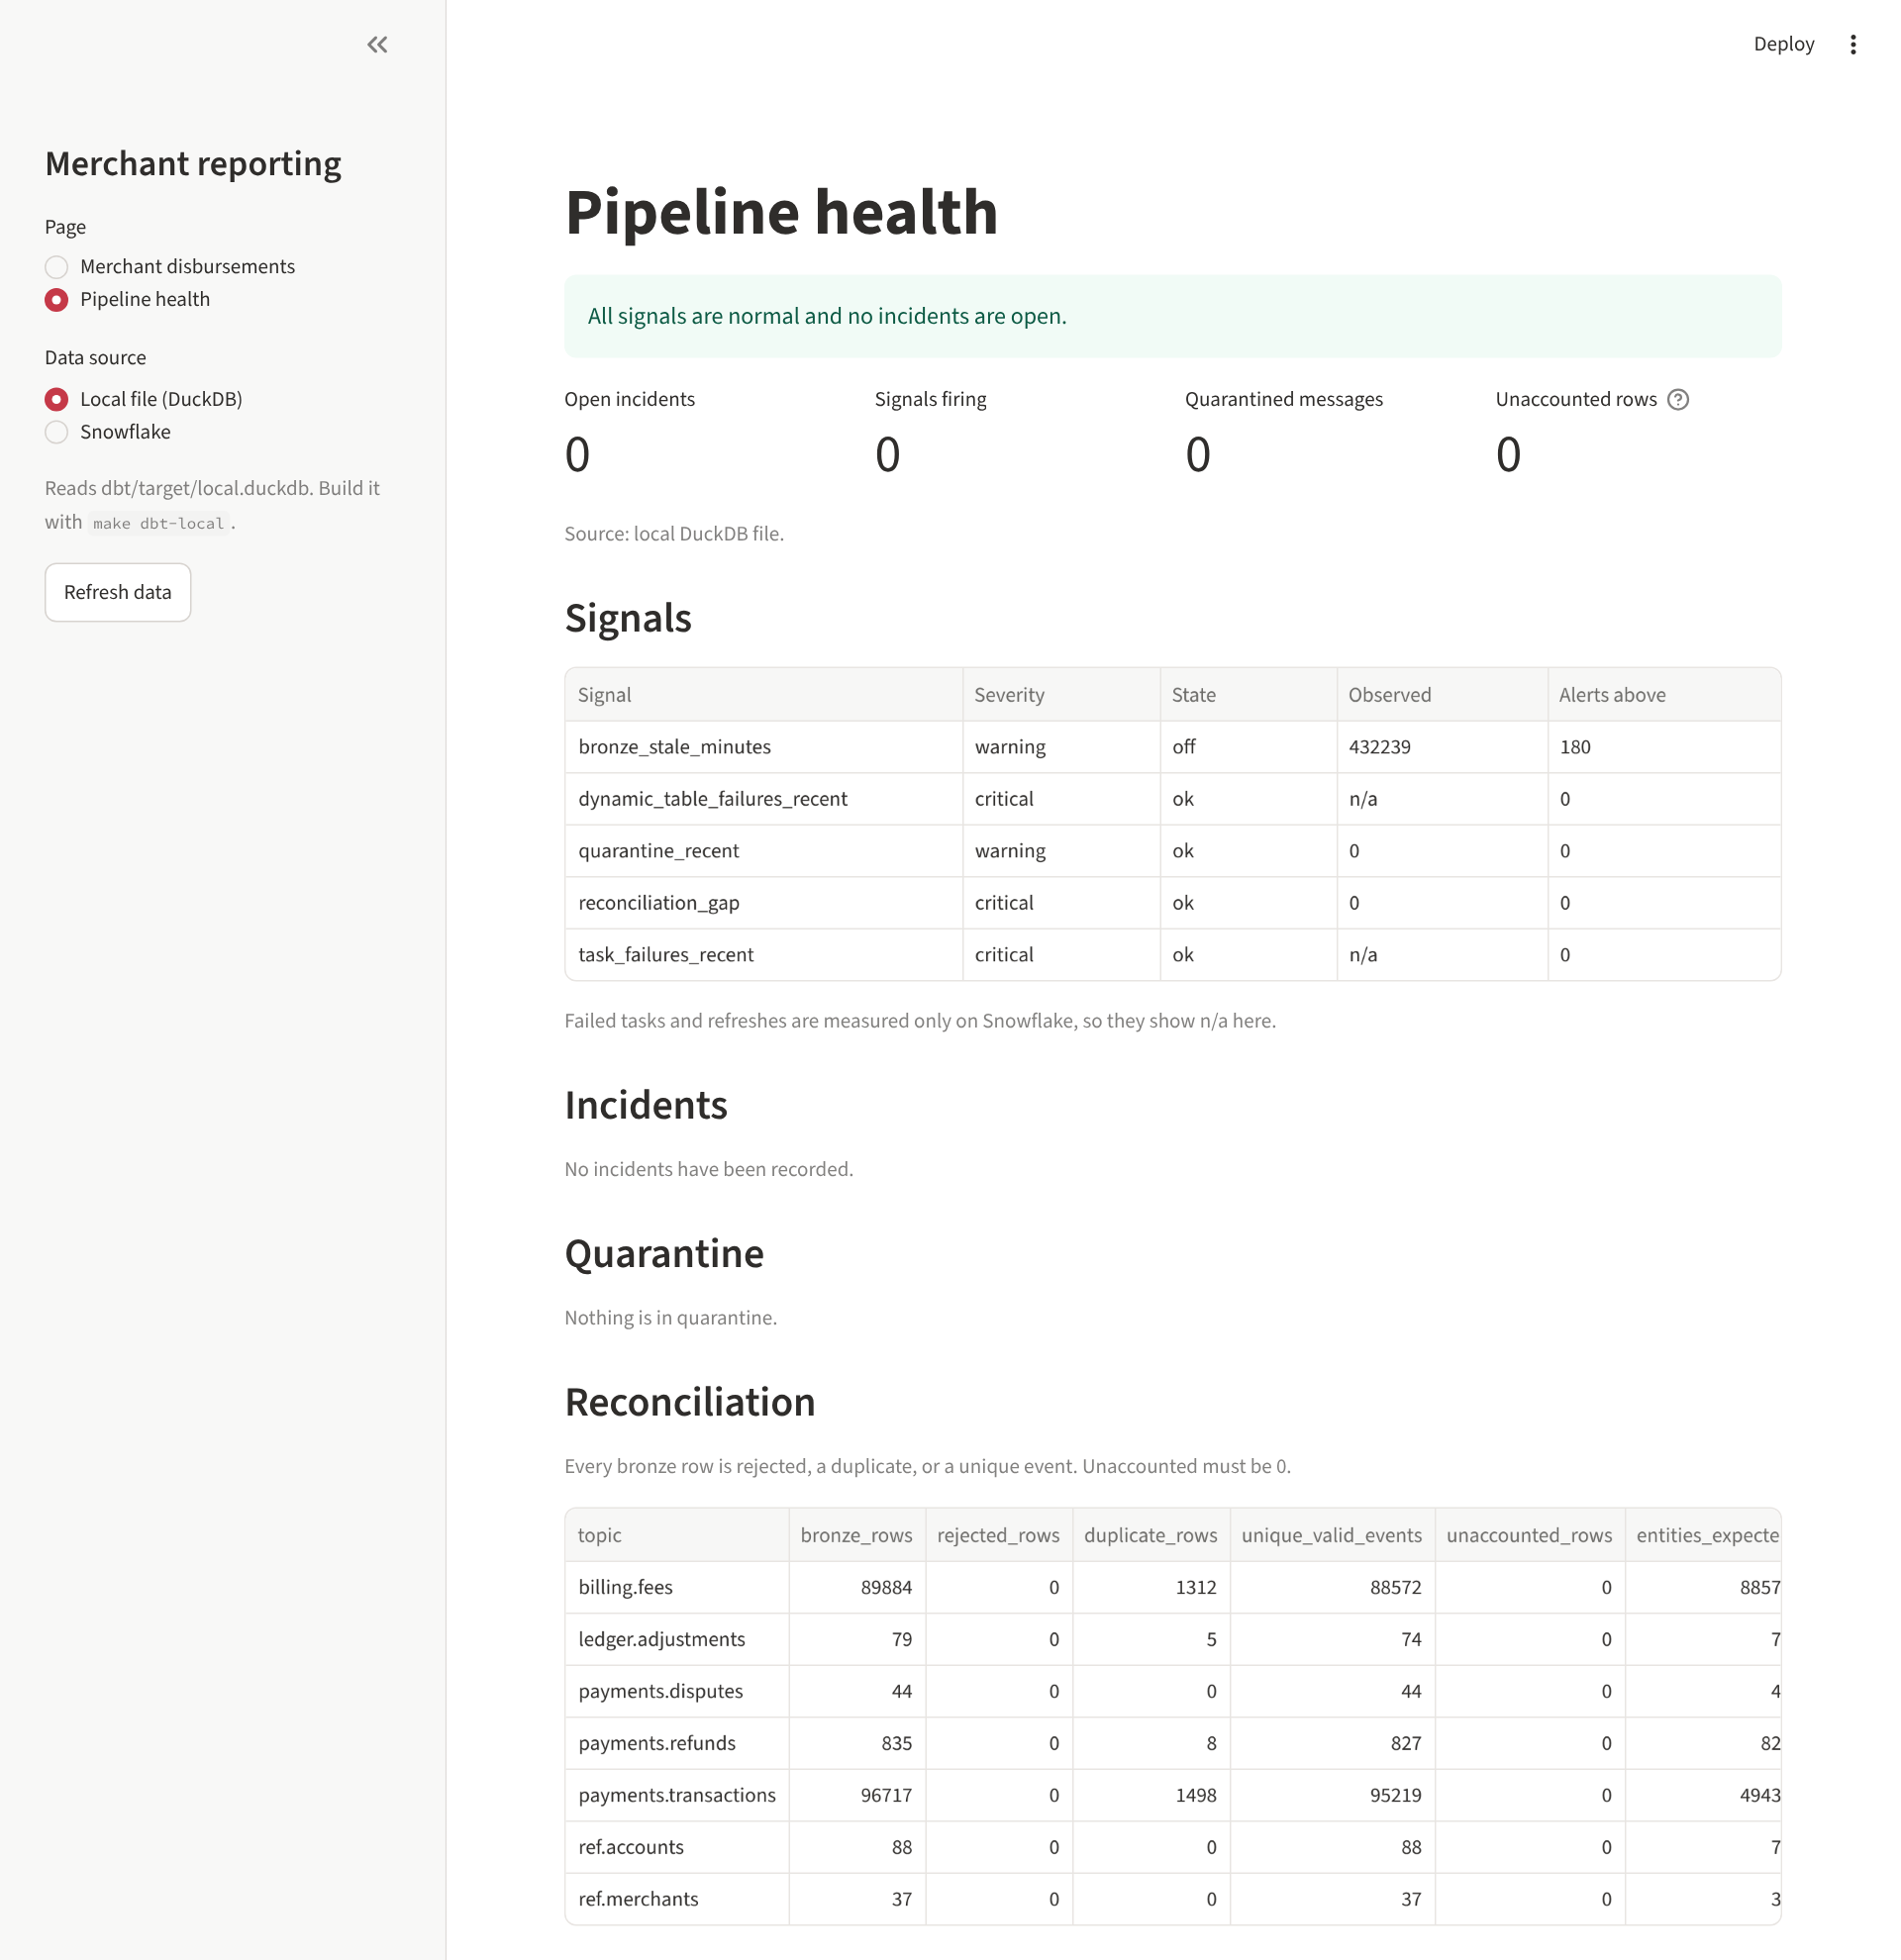 Deploy
Merchant reporting
Page
Merchant disbursements
Pipeline health
Data source
Local file (DuckDB)
Snowflake
Reads dbt/target/local.duckdb. Build it
with make dbt-local.
Refresh data
Pipeline health
All signals are normal and no incidents are open.
Open incidents Signals firing Quarantined messages Unaccounted rows
0 0 0 0
Source: local DuckDB file.
Signals
Signal Severity State Observed Alerts above
bronze_stale_minutes warning off 432239 180
dynamic_table_failures_recent critical ok n/a 0
quarantine_recent warning ok 0 0
reconciliation_gap critical ok 0 0
task_failures_recent critical ok n/a 0
Failed tasks and refreshes are measured only on Snowflake, so they show n/a here.
Incidents
No incidents have been recorded.
Quarantine
Nothing is in quarantine.
Reconciliation
Every bronze row is rejected, a duplicate, or a unique event. Unaccounted must be 0.
topic bronze_rows rejected_rows duplicate_rows unique_valid_events unaccounted_rows entities_expecte
billing.fees 89884 0 1312 88572 0 8857
ledger.adjustments 79 0 5 74 0 7
payments.disputes 44 0 0 44 0 4
payments.refunds 835 0 8 827 0 82
payments.transactions 96717 0 1498 95219 0 4943
ref.accounts 88 0 0 88 0 7
ref.merchants 37 0 0 37 0 3